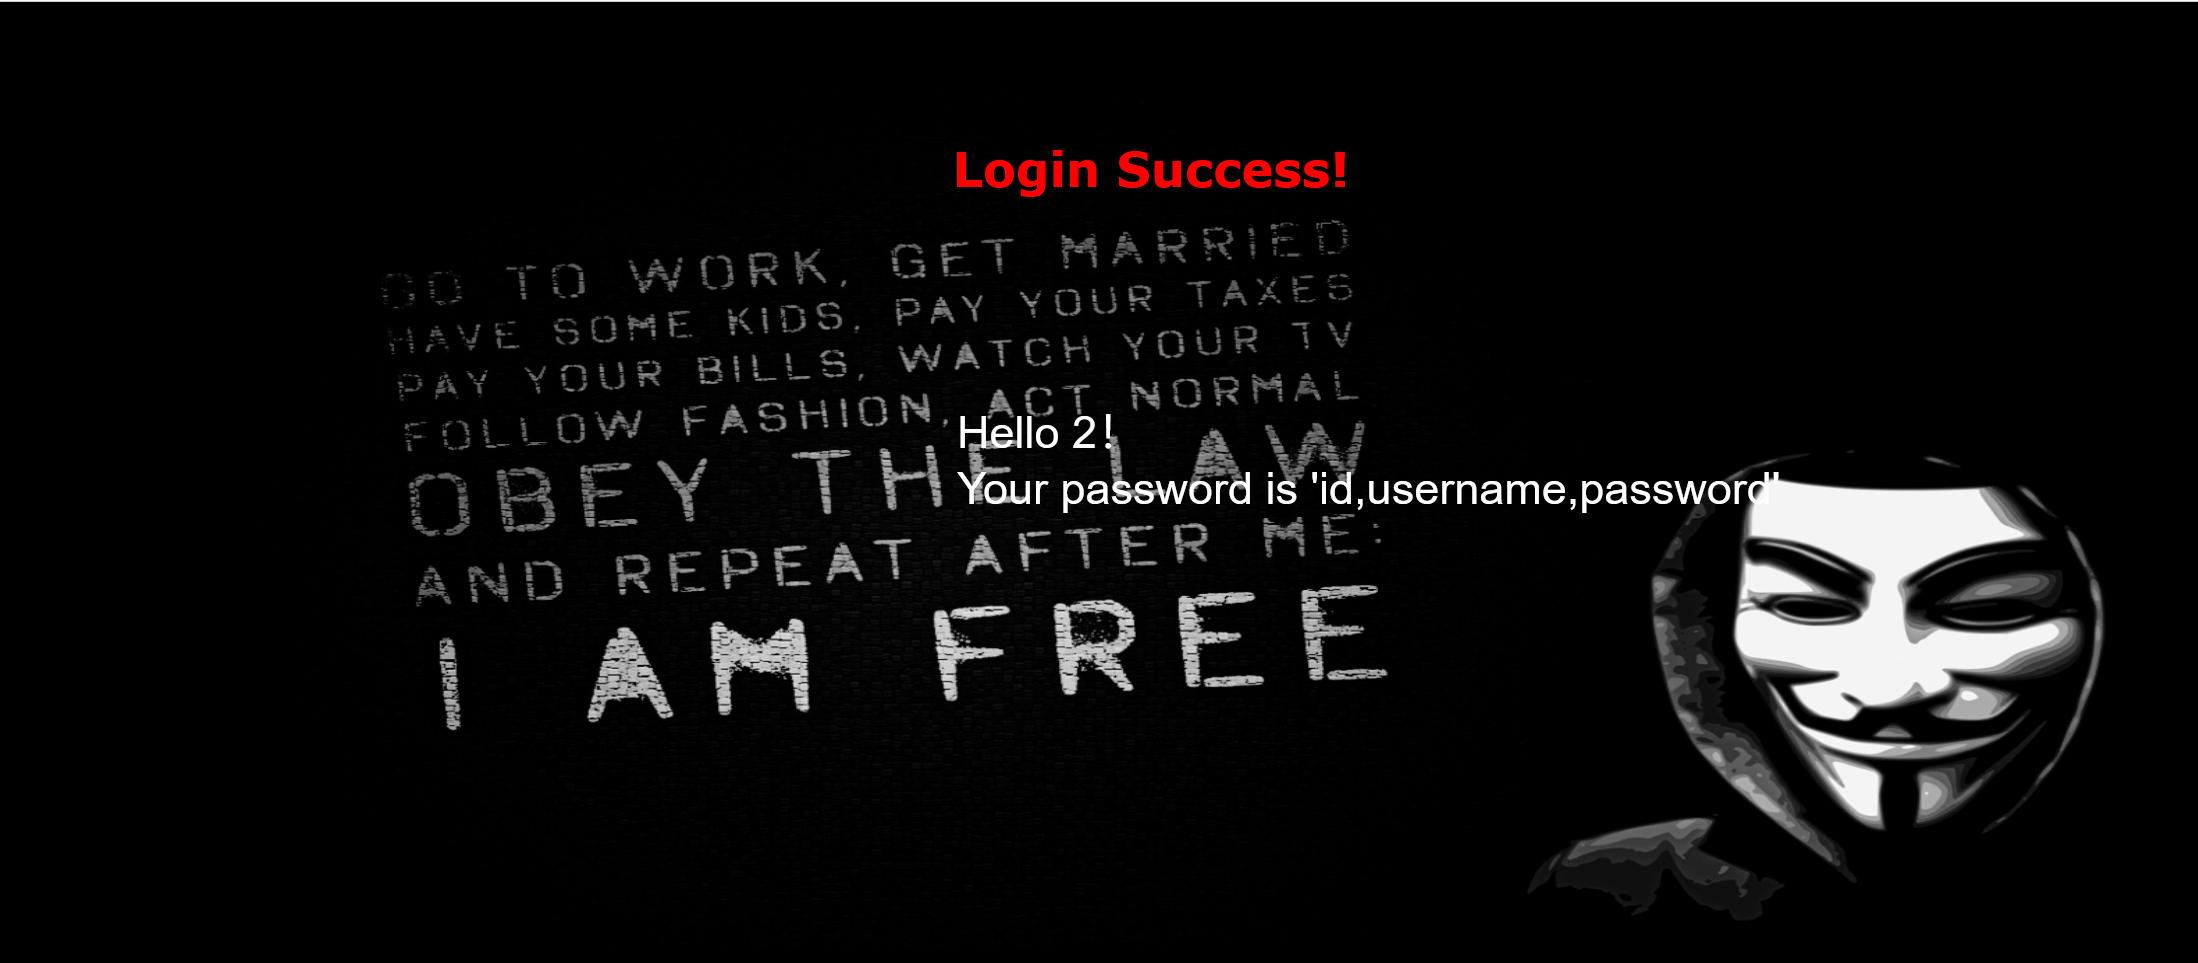 Login Success!
GO TO WORK, GET MARRIED
HAVE SOME KIDS, PAY YOUR TAXES
PAY YOUR BILLS, WATCH YOUR TV
FOLLOW FASHION, ACT NORMAL
Hello 2!
OBEY THE LAW
Your password is 'id,username,password'
AND REPEAT AFTER ME:
I AM FREE